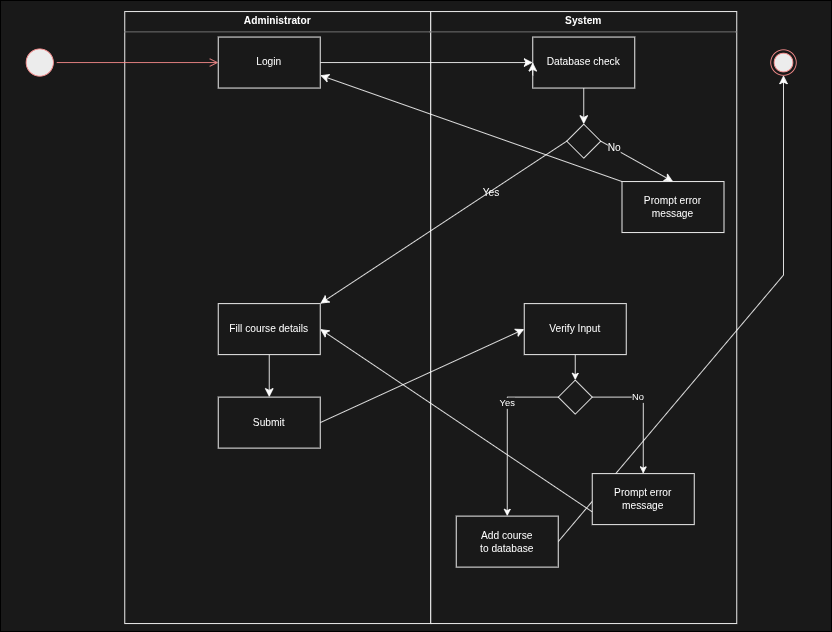 Administrator
System
Login
Database check
No
Yes
Prompt error
message
Fill course details
Verify Input
Yes
No
Submit
Prompt error
message
Add course
to database